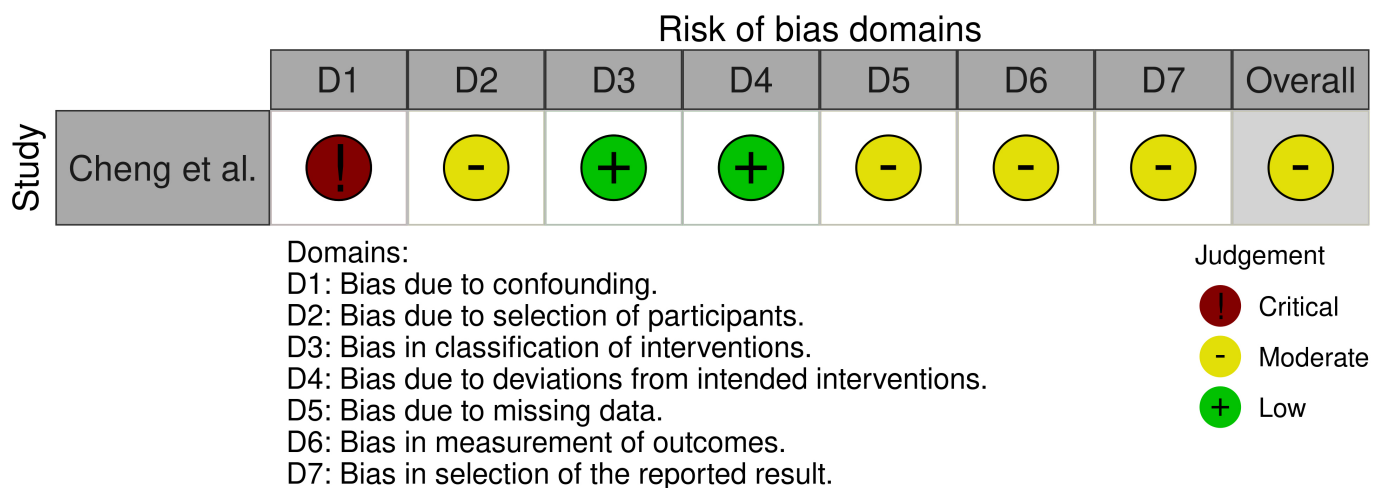 Risk of bias domains
D1 D2 D3 D4 D5 D6 D7 Overall
Study
Cheng et al. ! - + + - - - -
Domains:
D1: Bias due to confounding.
D2: Bias due to selection of participants.
D3: Bias in classification of interventions.
D4: Bias due to deviations from intended interventions.
D5: Bias due to missing data.
D6: Bias in measurement of outcomes.
D7: Bias in selection of the reported result.
Judgement
! Critical
- Moderate
+ Low